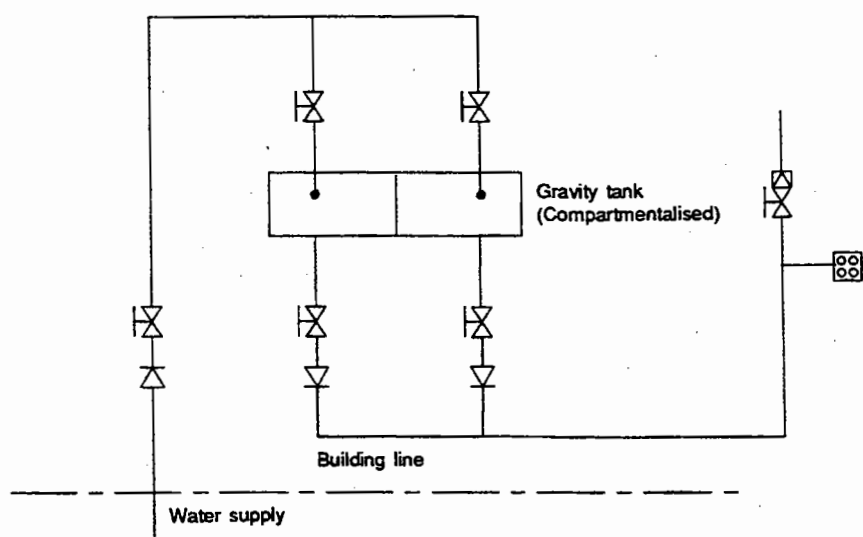 Gravity tank
(Compartmentalised)
Building line
Water supply